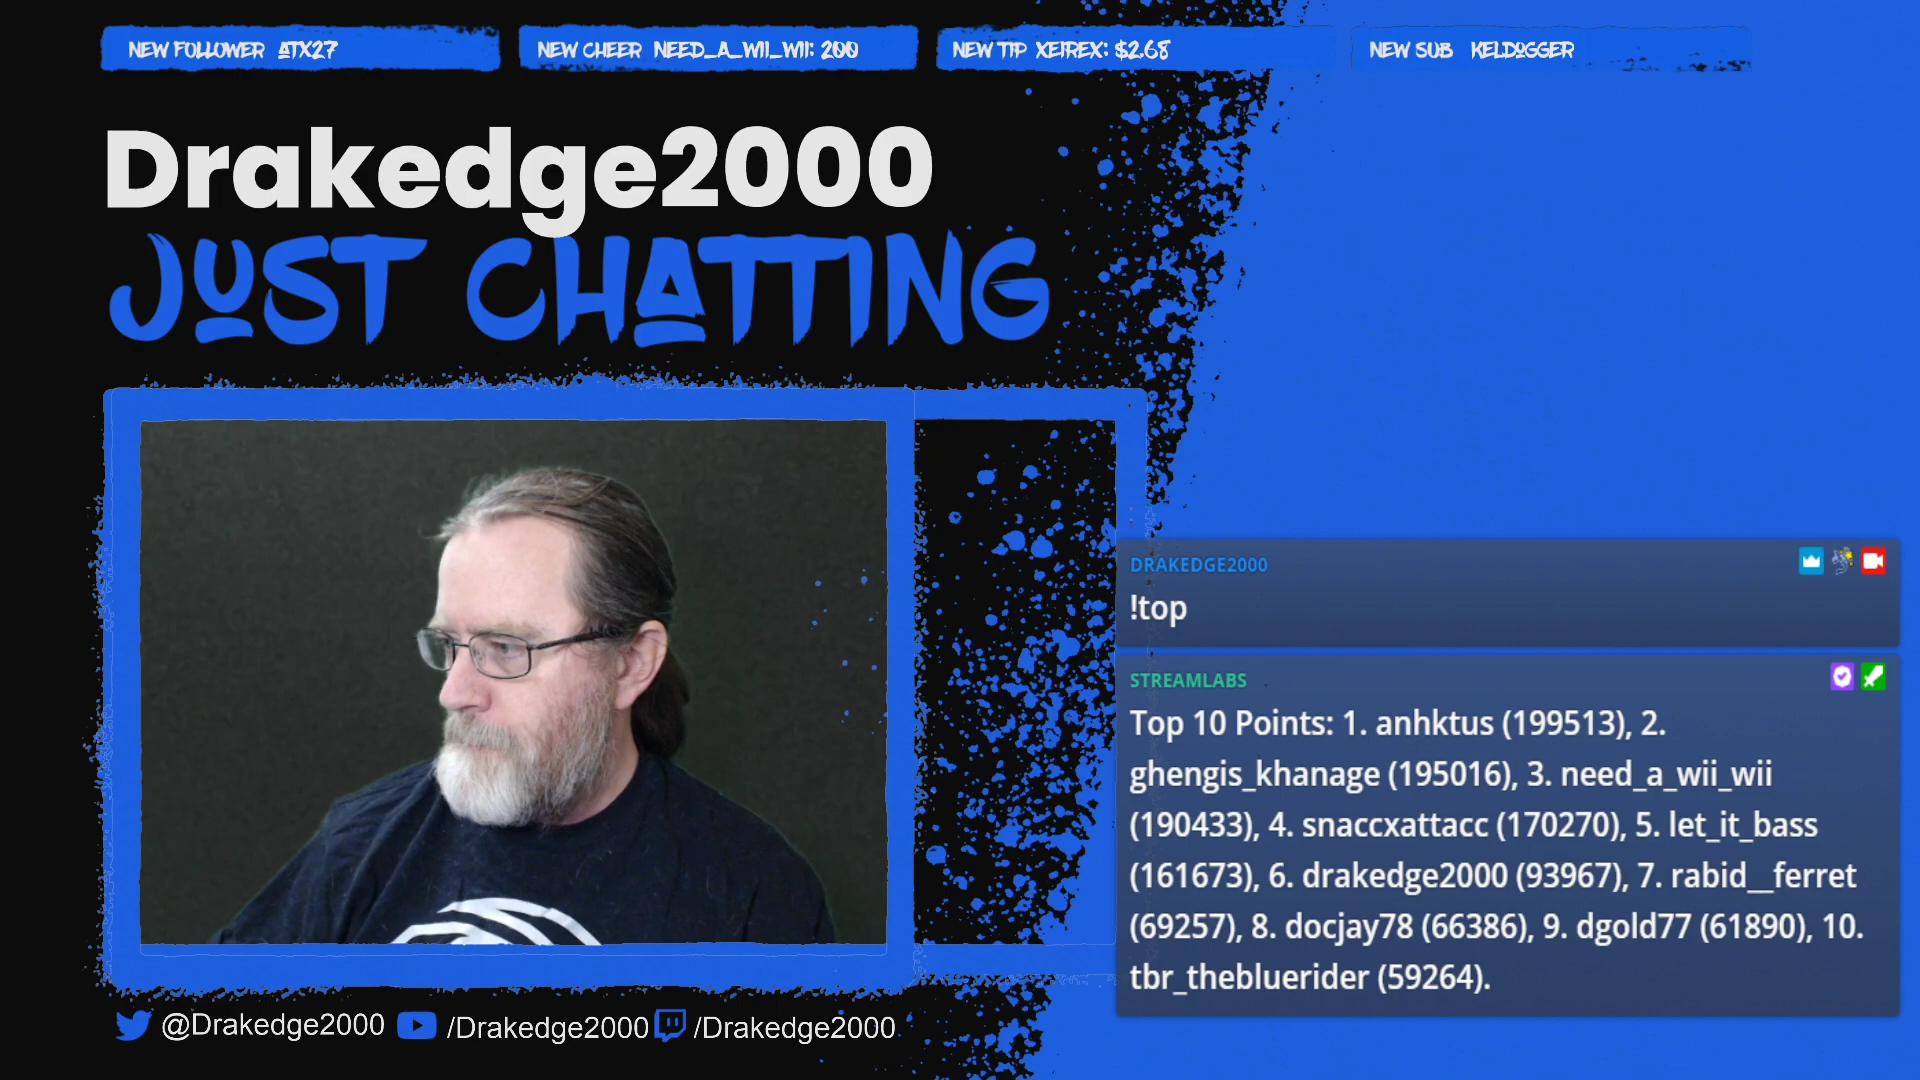 NEW FOLLOWER ATX27
NEW CHEER NEED_A_WII_WII: 200
NEW TIP XEIREX: $2.68
NEW SUB KELDOGGER
Drakedge2000
JUST CHATTING
DRAKEDGE2000
!top
STREAMLABS
Top 10 Points: 1. anhktus (199513), 2.
ghengis_khanage (195016), 3. need_a_wii_wii
(190433), 4. snaccxattacc (170270), 5. let_it_bass
(161673), 6. drakedge2000 (93967), 7. rabid__ferret
(69257), 8. docjay78 (66386), 9. dgold77 (61890), 10.
tbr_thebluerider (59264).
@Drakedge2000 /Drakedge2000 /Drakedge2000